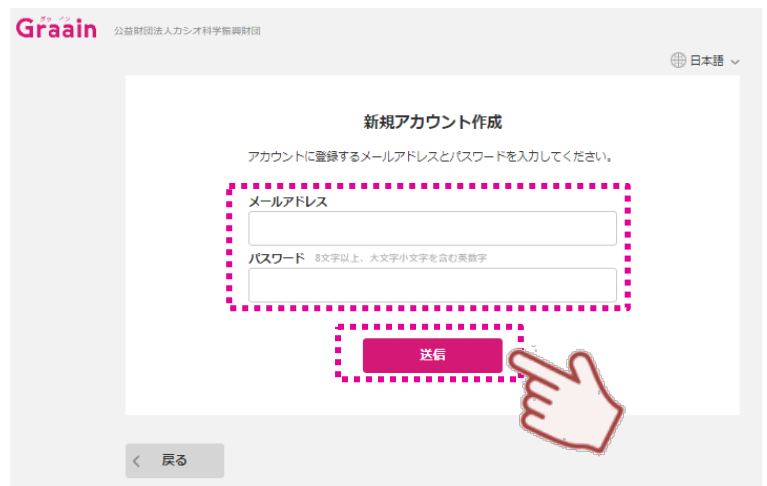 グラ イン
Graain 公益財団法人カシオ科学振興財団
日本語
新規アカウント作成
アカウントに登録するメールアドレスとパスワードを入力してください。
メールアドレス
パスワード 8文字以上、大文字小文字を含む英数字
送信
戻る